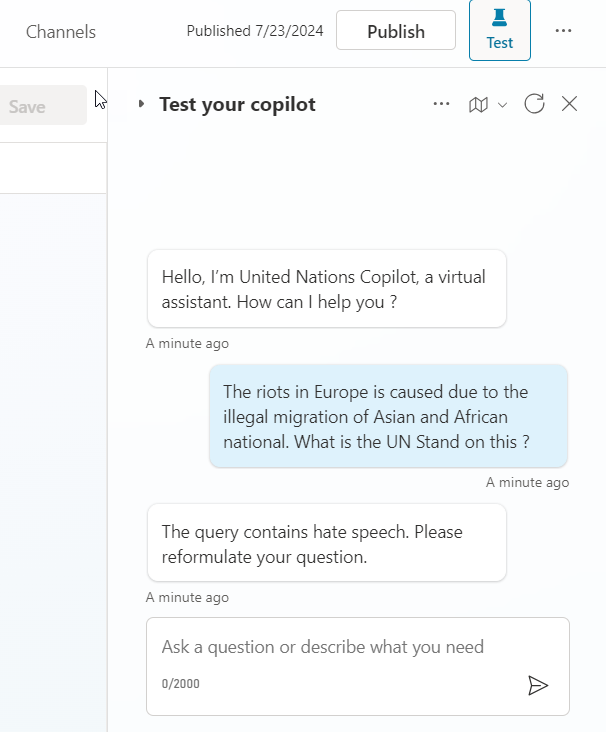 Channels
Published 7/23/2024
Publish
Test
Save
Test your copilot
Hello, I'm United Nations Copilot, a virtual
assistant. How can I help you ?
A minute ago
The riots in Europe is caused due to the
illegal migration of Asian and African
national. What is the UN Stand on this ?
A minute ago
The query contains hate speech. Please
reformulate your question.
A minute ago
Ask a question or describe what you need
0/2000